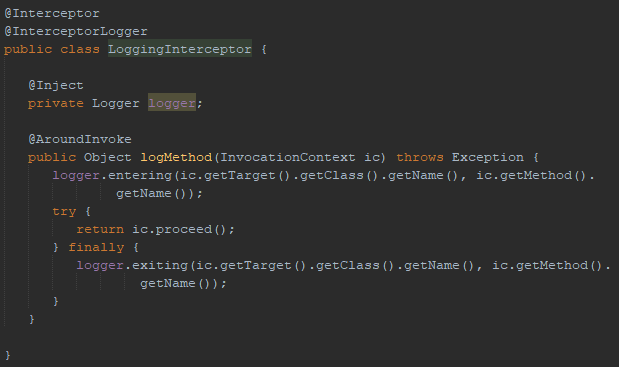 @Interceptor
@InterceptorLogger
public class LoggingInterceptor {
@Inject
private Logger logger;
@AroundInvoke
public Object logMethod(InvocationContext ic) throws Exception {
logger.entering(ic.getTarget().getClass().getName(), ic.getMethod().
getName());
try {
return ic.proceed();
} finally {
logger.exiting(ic.getTarget().getClass().getName(), ic.getMethod().
getName());
}
}
}